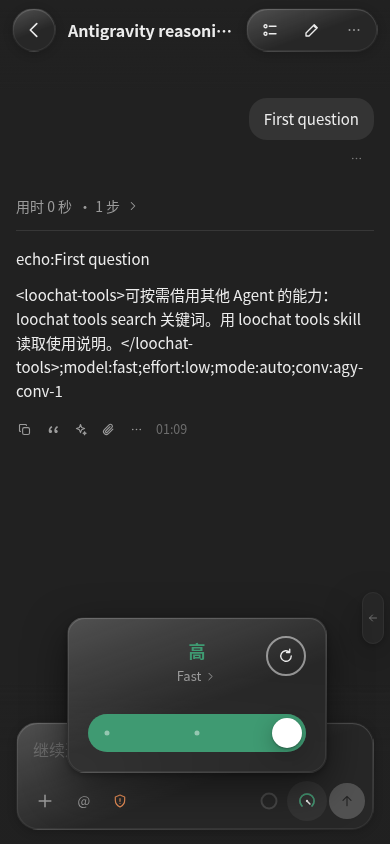 Antigravity reasoni···
First question
用时 0 秒 · 1 步
echo:First question
<loochat-tools>可按需借用其他 Agent 的能力：
loochat tools search 关键词。用 loochat tools skill
读取使用说明。</loochat-
tools>;model:fast;effort:low;mode:auto;conv:agy-
conv-1
01:09
高
Fast
继续
@